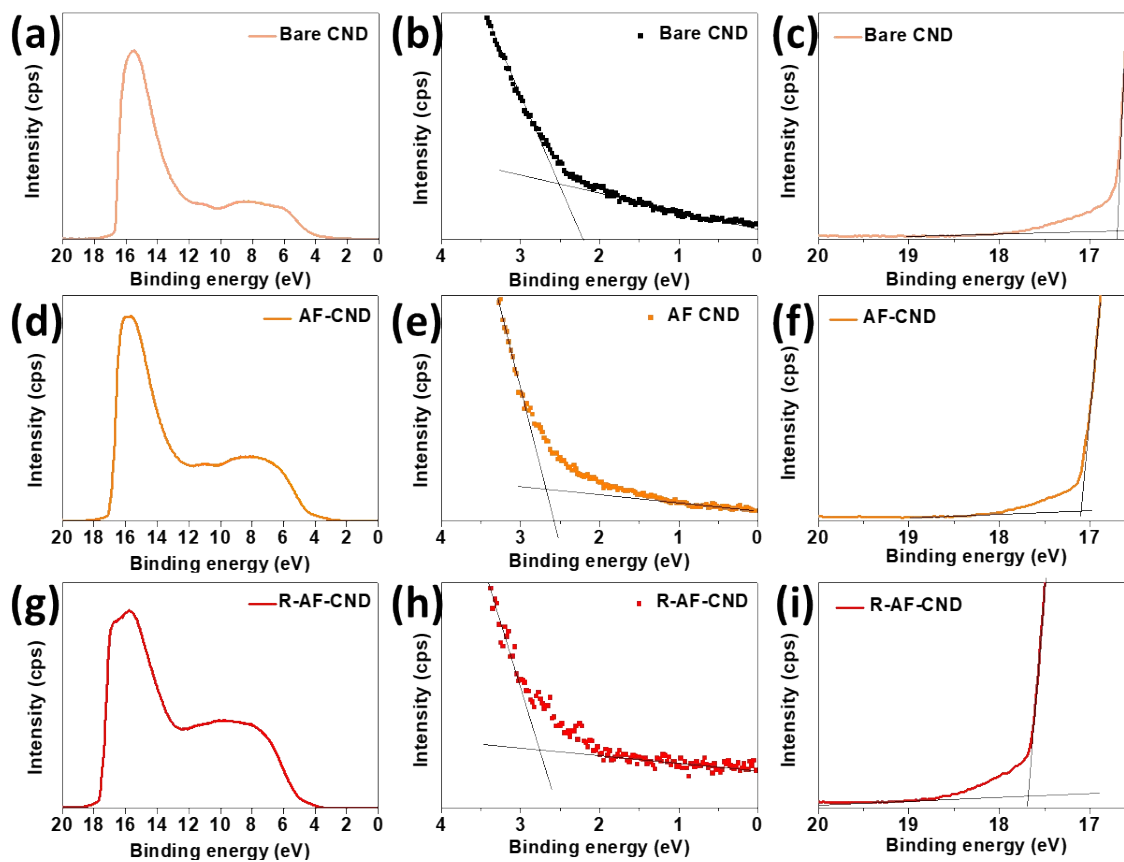 (a)
Bare CND
Intensity (cps)
20 18 16 14 12 10 8 6 4 2 0
Binding energy (eV)
(b)
Bare CND
Intensity (cps)
4 3 2 1 0
Binding energy (eV)
(c)
Bare CND
Intensity (cps)
20 19 18 17
Binding energy (eV)
(d)
AF-CND
Intensity (cps)
20 18 16 14 12 10 8 6 4 2 0
Binding energy (eV)
(e)
AF CND
Intensity (cps)
4 3 2 1 0
Binding energy (eV)
(f)
AF-CND
Intensity (cps)
20 19 18 17
Binding energy (eV)
(g)
R-AF-CND
Intensity (cps)
20 18 16 14 12 10 8 6 4 2 0
Binding energy (eV)
(h)
R-AF-CND
Intensity (cps)
4 3 2 1 0
Binding energy (eV)
(i)
R-AF-CND
Intensity (cps)
20 19 18 17
Binding energy (eV)